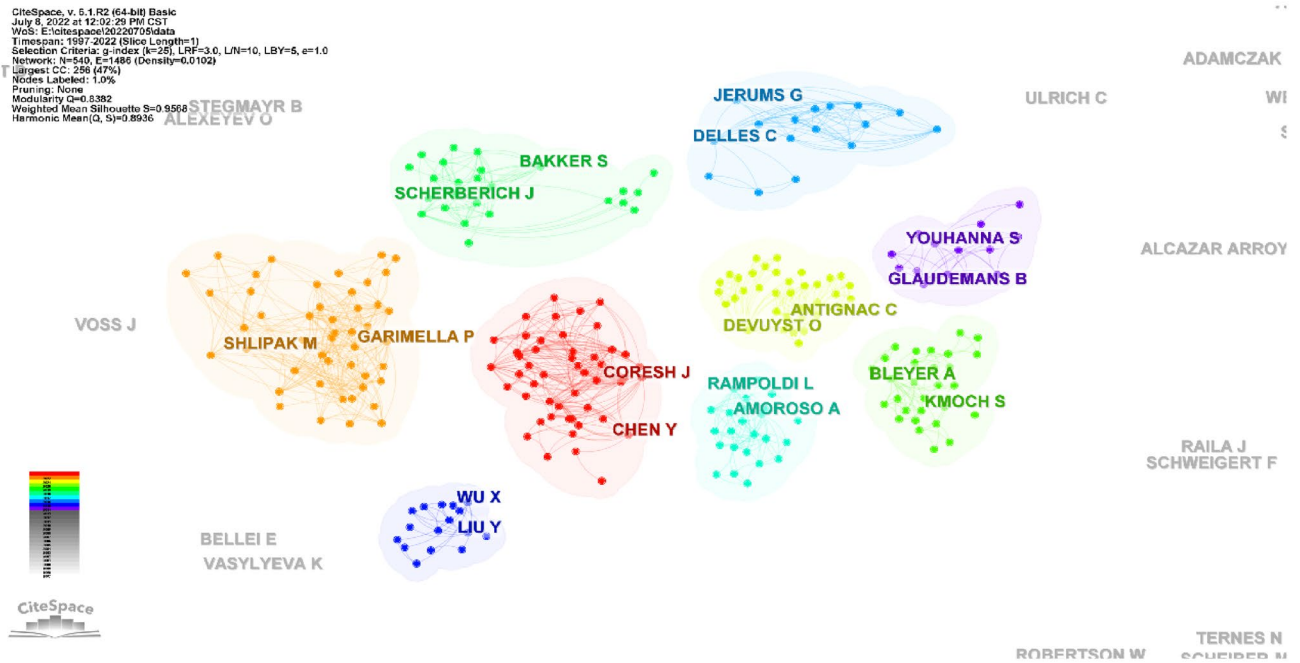 CiteSpace, v. 6.1.R2 (64-bit) Basic
July 8, 2022 at 12:02:29 PM CST
WoS: E:\citespace\20220705\data
Timespan: 1997-2022 (Slice Length=1)
Selection Criteria: g-index (k=25), LRF=3.0, L/N=10, LBY=5, e=1.0
Network: N=540, E=1486 (Density=0.0102)
Largest CC: 256 (47%)
Nodes Labeled: 1.0%
Pruning: None
Modularity Q=0.8382
Weighted Mean Silhouette S=0.9568
Harmonic Mean(Q, S)=0.8936
ADAMCZAK
JERUMS G
ULRICH C
WI
STEGMAYR B
ALEXEYEV O
DELLES C
BAKKER S
SCHERBERICH J
YOUHANNA S
ALCAZAR ARROY
GLAUDEMANS B
ANTIGNAC C
VOSS J
DEVUYST O
GARIMELLA P
SHLIPAK M
CORESH J
BLEYER A
RAMPOLDI L
KMOCH S
AMOROSO A
CHEN Y
RAILA J
SCHWEIGERT F
WU X
LIU Y
BELLEI E
VASYLYEVA K
CiteSpace
TERNES N
ROBERTSON W
SCHEIBER M